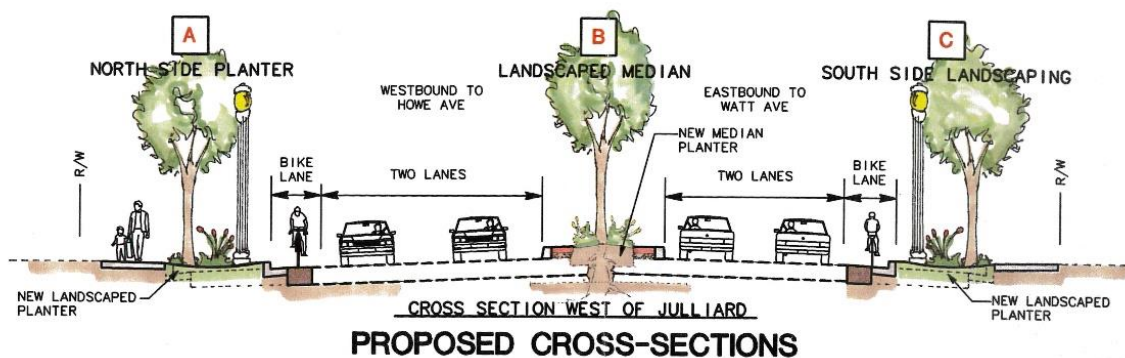 A
B
C
NORTH SIDE PLANTER
LANDSCAPED MEDIAN
SOUTH SIDE LANDSCAPING
WESTBOUND TO
HOWE AVE
EASTBOUND TO
WATT AVE
NEW MEDIAN
PLANTER
R/W
BIKE
LANE
TWO LANES
TWO LANES
BIKE
LANE
R/W
NEW LANDSCAPED
PLANTER
NEW LANDSCAPED
PLANTER
CROSS SECTION WEST OF JULLIARD
PROPOSED CROSS-SECTIONS